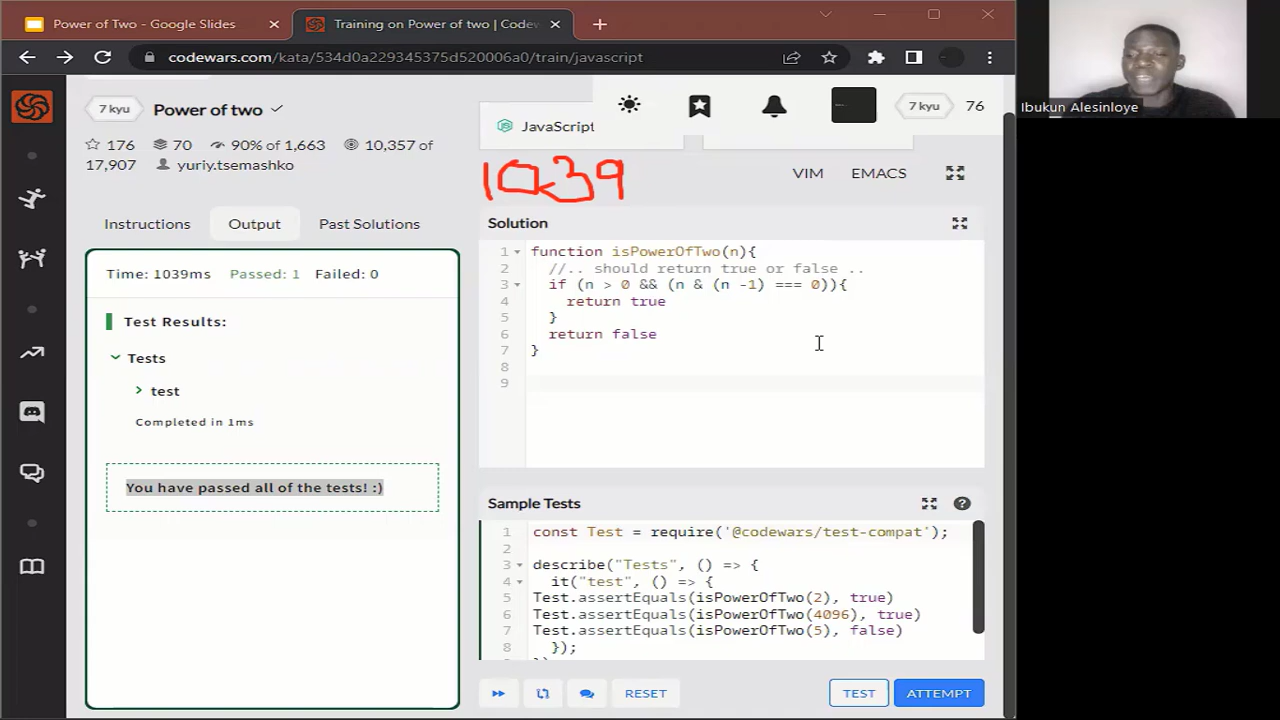 Power of Two - Google Slides
Training on Power of two | Codew
codewars.com/kata/534d0a229345375d520006a0/train/javascript
Ibukun Alesinloye
7 kyu
Power of two
176 70 90% of 1,663 10,357 of
17,907 yuriy.tsemashko
JavaScript
7 kyu 76
1039
VIM EMACS
Instructions Output Past Solutions
Time: 1039ms Passed: 1 Failed: 0
Test Results:
Tests
test
Completed in 1ms
You have passed all of the tests! :)
Solution
1 function isPowerOfTwo(n){
2 //.. should return true or false ..
3 if (n > 0 && (n & (n -1) === 0)){
4 return true
5 }
6 return false
7 }
8
9
Sample Tests
1 const Test = require('@codewars/test-compat');
2
3 describe("Tests", () => {
4 it("test", () => {
5 Test.assertEquals(isPowerOfTwo(2), true)
6 Test.assertEquals(isPowerOfTwo(4096), true)
7 Test.assertEquals(isPowerOfTwo(5), false)
8 });
RESET TEST ATTEMPT